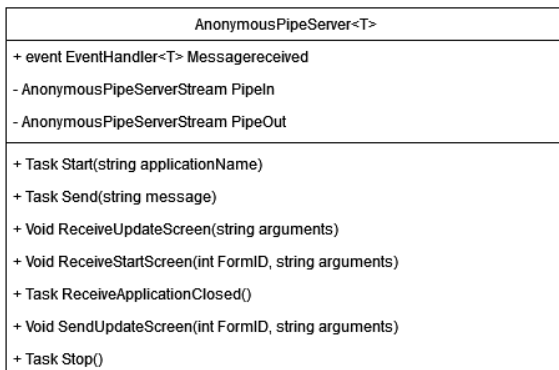 AnonymousPipeServer<T>
+ event EventHandler<T> Messagereceived
- AnonymousPipeServerStream PipeIn
- AnonymousPipeServerStream PipeOut
+ Task Start(string applicationName)
+ Task Send(string message)
+ Void ReceiveUpdateScreen(string arguments)
+ Void ReceiveStartScreen(int FormID, string arguments)
+ Task ReceiveApplicationClosed()
+ Void SendUpdateScreen(int FormID, string arguments)
+ Task Stop()